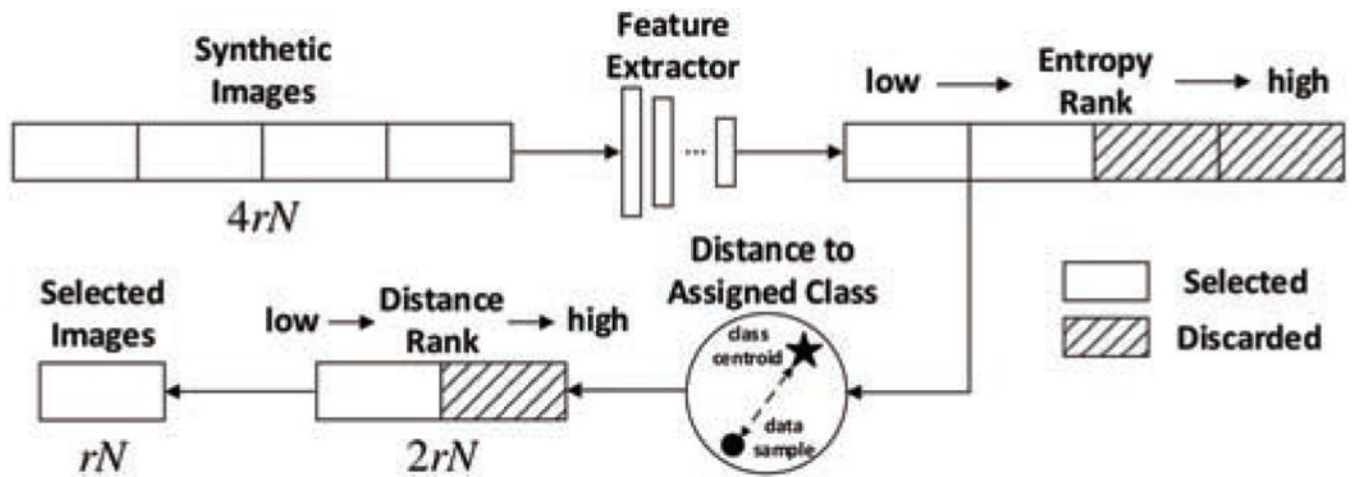 Synthetic
Images
4rN
Feature
Extractor
...
low
Entropy
Rank
high
Selected
Discarded
Distance to
Assigned Class
class
centroid
data
sample
low
Distance
Rank
high
2rN
Selected
Images
rN